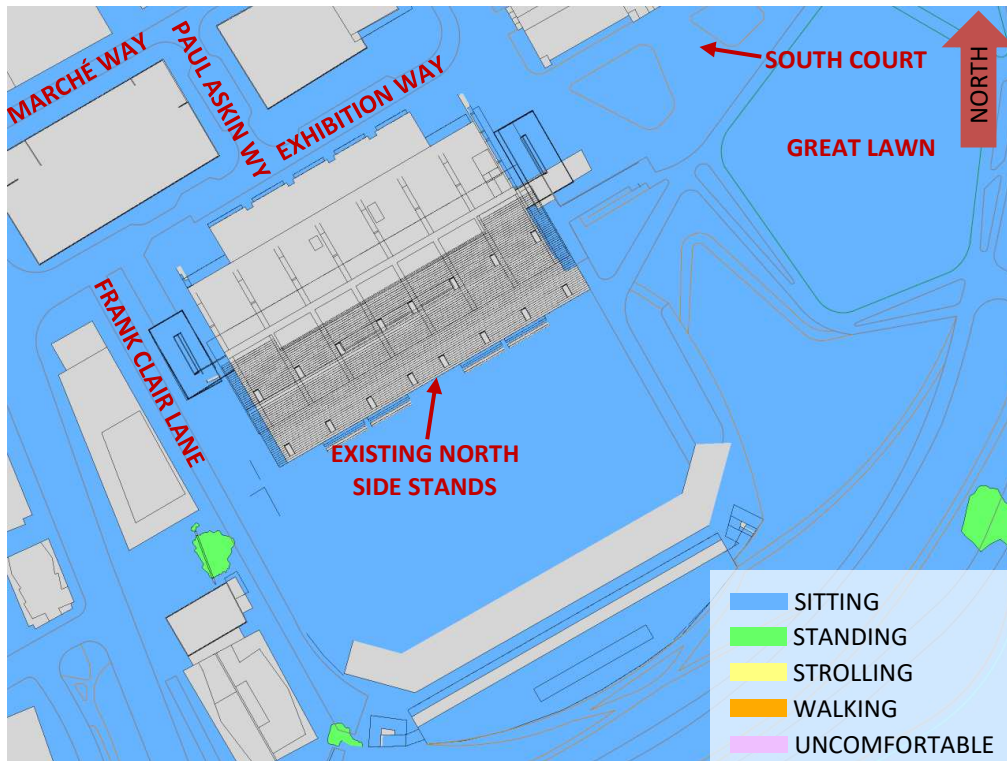 MARCHÉ WAY
PAUL ASKIN WY
EXHIBITION WAY
SOUTH COURT
NORTH
GREAT LAWN
FRANK CLAIR LANE
EXISTING NORTH
SIDE STANDS
SITTING
STANDING
STROLLING
WALKING
UNCOMFORTABLE